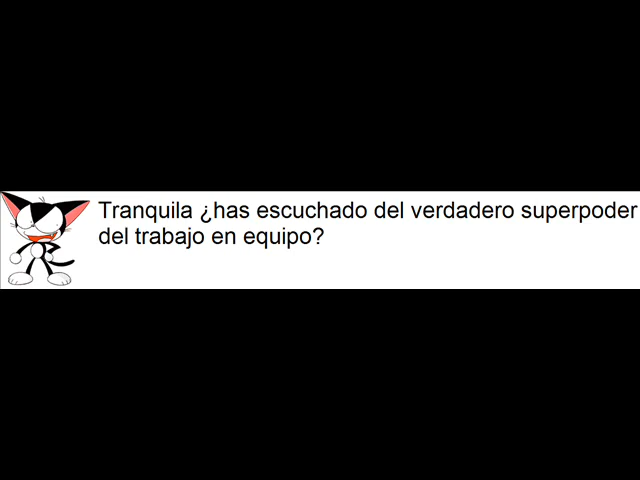 Tranquila ¿has escuchado del verdadero superpoder
del trabajo en equipo?